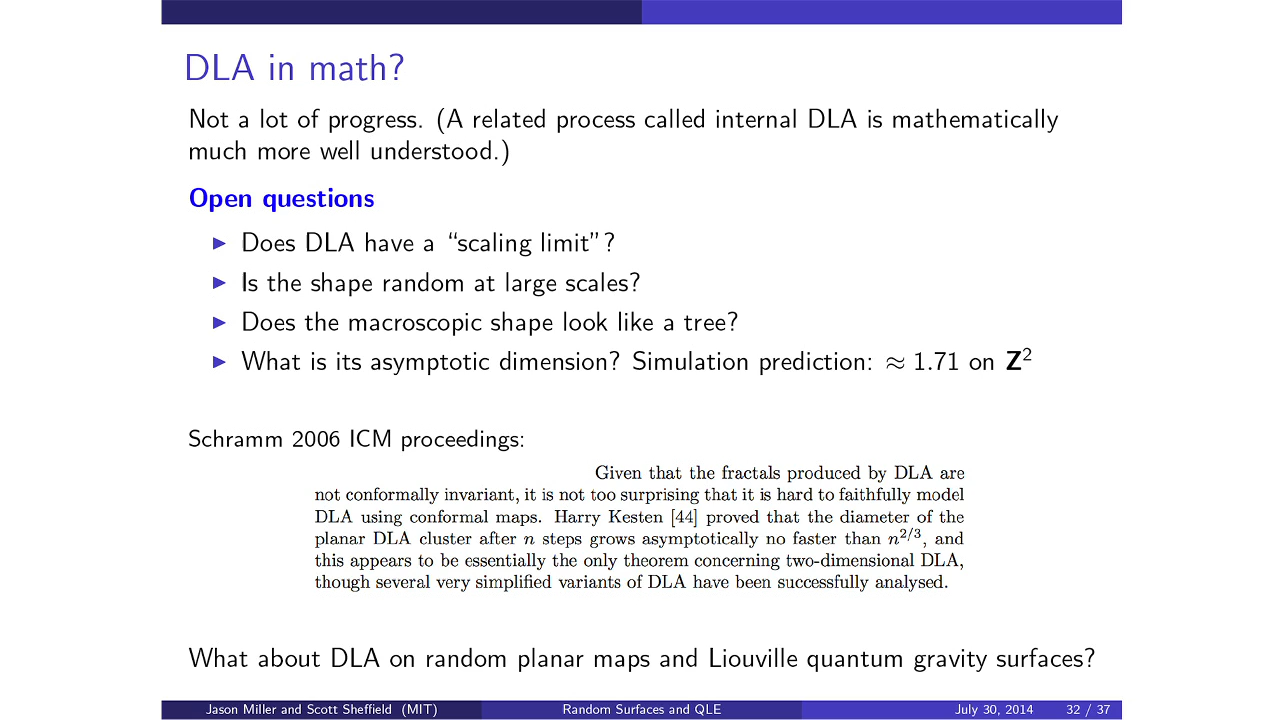 DLA in math?
Not a lot of progress. (A related process called internal DLA is mathematically
much more well understood.)
Open questions
▶ Does DLA have a “scaling limit”?
▶ Is the shape random at large scales?
▶ Does the macroscopic shape look like a tree?
▶ What is its asymptotic dimension? Simulation prediction: ≈ 1.71 on Z²
Schramm 2006 ICM proceedings:
Given that the fractals produced by DLA are
not conformally invariant, it is not too surprising that it is hard to faithfully model
DLA using conformal maps. Harry Kesten [44] proved that the diameter of the
planar DLA cluster after n steps grows asymptotically no faster than n^{2/3}, and
this appears to be essentially the only theorem concerning two-dimensional DLA,
though several very simplified variants of DLA have been successfully analysed.
What about DLA on random planar maps and Liouville quantum gravity surfaces?
Jason Miller and Scott Sheffield (MIT) Random Surfaces and QLE July 30, 2014 32 / 37